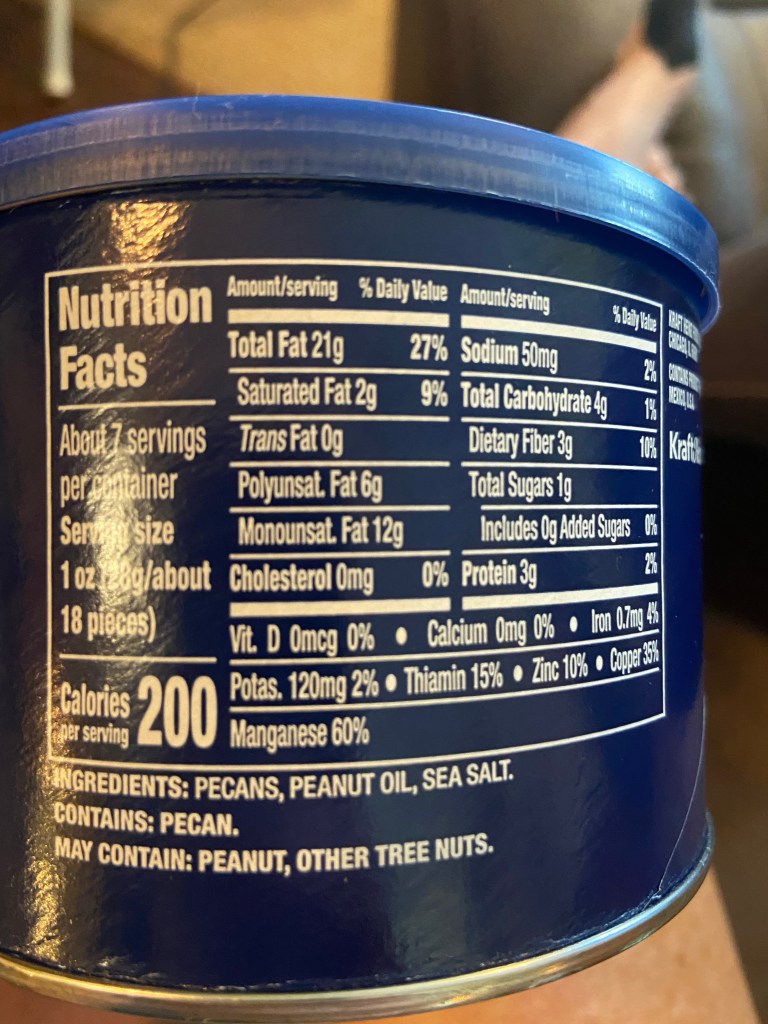 Nutrition
Facts
About 7 servings
per container
Serving size
1 oz (28g/about
18 pieces)
Calories
per serving
200
Amount/serving % Daily Value
Total Fat 21g 27%
Saturated Fat 2g 9%
Trans Fat 0g
Polyunsat. Fat 6g
Monounsat. Fat 12g
Cholesterol 0mg 0%
Amount/serving % Daily Value
Sodium 50mg 2%
Total Carbohydrate 4g 1%
Dietary Fiber 3g 10%
Total Sugars 1g
Includes 0g Added Sugars 0%
Protein 3g 2%
Vit. D 0mcg 0% • Calcium 0mg 0% • Iron 0.7mg 4%
Potas. 120mg 2% • Thiamin 15% • Zinc 10% • Copper 35%
Manganese 60%
INGREDIENTS: PECANS, PEANUT OIL, SEA SALT.
CONTAINS: PECAN.
MAY CONTAIN: PEANUT, OTHER TREE NUTS.
KRAFT
CONTAINS
MEXICO,
Kraft